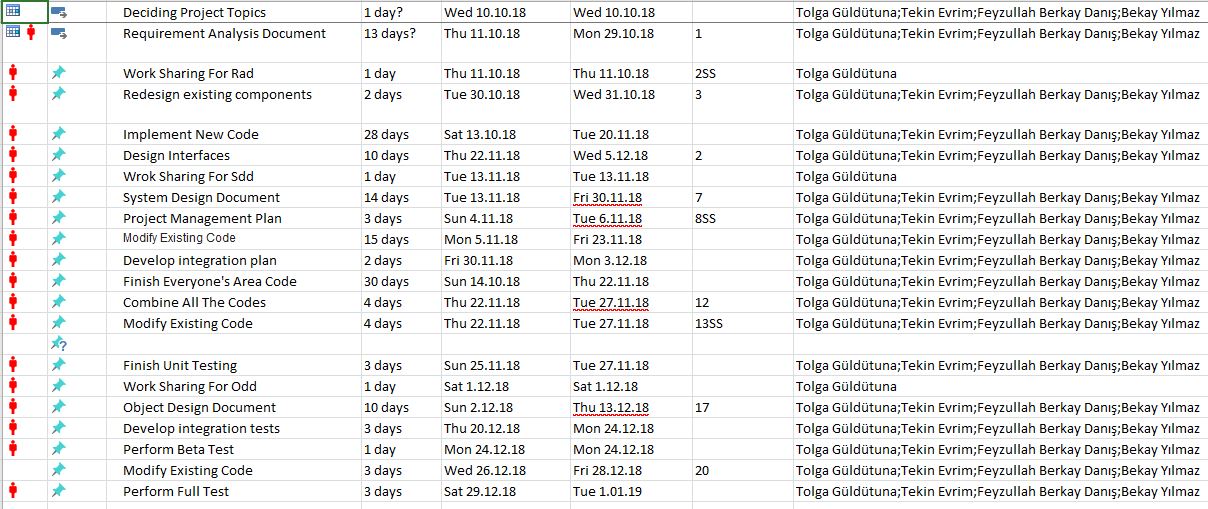 Deciding Project Topics 1 day? Wed 10.10.18 Wed 10.10.18 Tolga Güldütuna;Tekin Evrim;Feyzullah Berkay Danış;Bekay Yılmaz
Requirement Analysis Document 13 days? Thu 11.10.18 Mon 29.10.18 1 Tolga Güldütuna;Tekin Evrim;Feyzullah Berkay Danış;Bekay Yılmaz
Work Sharing For Rad 1 day Thu 11.10.18 Thu 11.10.18 2SS Tolga Güldütuna
Redesign existing components 2 days Tue 30.10.18 Wed 31.10.18 3 Tolga Güldütuna;Tekin Evrim;Feyzullah Berkay Danış;Bekay Yılmaz
Implement New Code 28 days Sat 13.10.18 Tue 20.11.18 Tolga Güldütuna;Tekin Evrim;Feyzullah Berkay Danış;Bekay Yılmaz
Design Interfaces 10 days Thu 22.11.18 Wed 5.12.18 2 Tolga Güldütuna;Tekin Evrim;Feyzullah Berkay Danış;Bekay Yılmaz
Wrok Sharing For Sdd 1 day Tue 13.11.18 Tue 13.11.18 Tolga Güldütuna
System Design Document 14 days Tue 13.11.18 Fri 30.11.18 7 Tolga Güldütuna;Tekin Evrim;Feyzullah Berkay Danış;Bekay Yılmaz
Project Management Plan 3 days Sun 4.11.18 Tue 6.11.18 8SS Tolga Güldütuna;Tekin Evrim;Feyzullah Berkay Danış;Bekay Yılmaz
Modify Existing Code 15 days Mon 5.11.18 Fri 23.11.18 Tolga Güldütuna;Tekin Evrim;Feyzullah Berkay Danış;Bekay Yılmaz
Develop integration plan 2 days Fri 30.11.18 Mon 3.12.18 Tolga Güldütuna;Tekin Evrim;Feyzullah Berkay Danış;Bekay Yılmaz
Finish Everyone's Area Code 30 days Sun 14.10.18 Thu 22.11.18 Tolga Güldütuna;Tekin Evrim;Feyzullah Berkay Danış;Bekay Yılmaz
Combine All The Codes 4 days Thu 22.11.18 Tue 27.11.18 12 Tolga Güldütuna;Tekin Evrim;Feyzullah Berkay Danış;Bekay Yılmaz
Modify Existing Code 4 days Thu 22.11.18 Tue 27.11.18 13SS Tolga Güldütuna;Tekin Evrim;Feyzullah Berkay Danış;Bekay Yılmaz
Finish Unit Testing 3 days Sun 25.11.18 Tue 27.11.18 Tolga Güldütuna;Tekin Evrim;Feyzullah Berkay Danış;Bekay Yılmaz
Work Sharing For Odd 1 day Sat 1.12.18 Sat 1.12.18 Tolga Güldütuna
Object Design Document 10 days Sun 2.12.18 Thu 13.12.18 17 Tolga Güldütuna;Tekin Evrim;Feyzullah Berkay Danış;Bekay Yılmaz
Develop integration tests 3 days Thu 20.12.18 Mon 24.12.18 Tolga Güldütuna;Tekin Evrim;Feyzullah Berkay Danış;Bekay Yılmaz
Perform Beta Test 1 day Mon 24.12.18 Mon 24.12.18 Tolga Güldütuna;Tekin Evrim;Feyzullah Berkay Danış;Bekay Yılmaz
Modify Existing Code 3 days Wed 26.12.18 Fri 28.12.18 20 Tolga Güldütuna;Tekin Evrim;Feyzullah Berkay Danış;Bekay Yılmaz
Perform Full Test 3 days Sat 29.12.18 Tue 1.01.19 Tolga Güldütuna;Tekin Evrim;Feyzullah Berkay Danış;Bekay Yılmaz